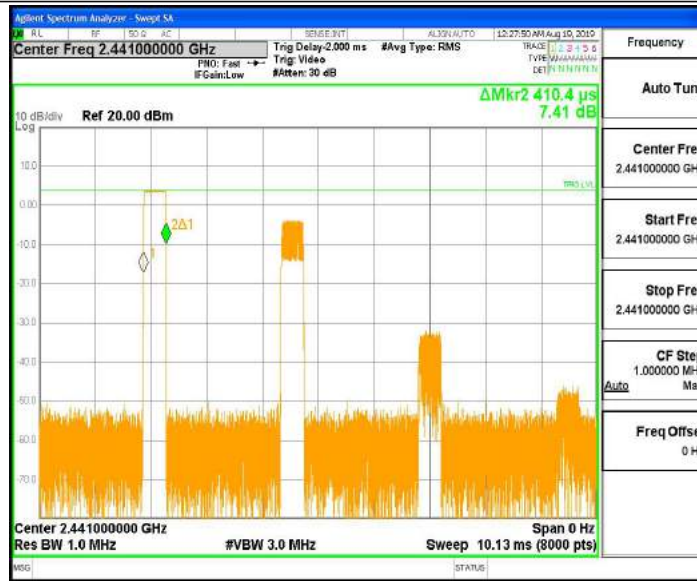 Agilent Spectrum Analyzer - Swept SA
RL RF 50 Ω AC SENSE:INT ALIGN AUTO 12:27:50 AM Aug 19, 2019
Center Freq 2.441000000 GHz
Trig Delay-2.000 ms #Avg Type: RMS
TRACE 1 2 3 4 5 6
PNO: Fast Trig: Video
TYPE
IFGain:Low #Atten: 30 dB
DET N N N N N N
ΔMkr2 410.4 µs
7.41 dB
10 dB/div Ref 20.00 dBm
Log
10.0
TRIG LVL
0.00
2Δ1
-10.0
1
-20.0
-30.0
-40.0
-50.0
-60.0
-70.0
Center 2.441000000 GHz Span 0 Hz
Res BW 1.0 MHz #VBW 3.0 MHz Sweep 10.13 ms (8000 pts)
MSG STATUS
Frequency
Auto Tun
Center Fre
2.441000000 GH
Start Fre
2.441000000 GH
Stop Fre
2.441000000 GH
CF Ste
1.000000 MH
Auto Ma
Freq Offse
0 H